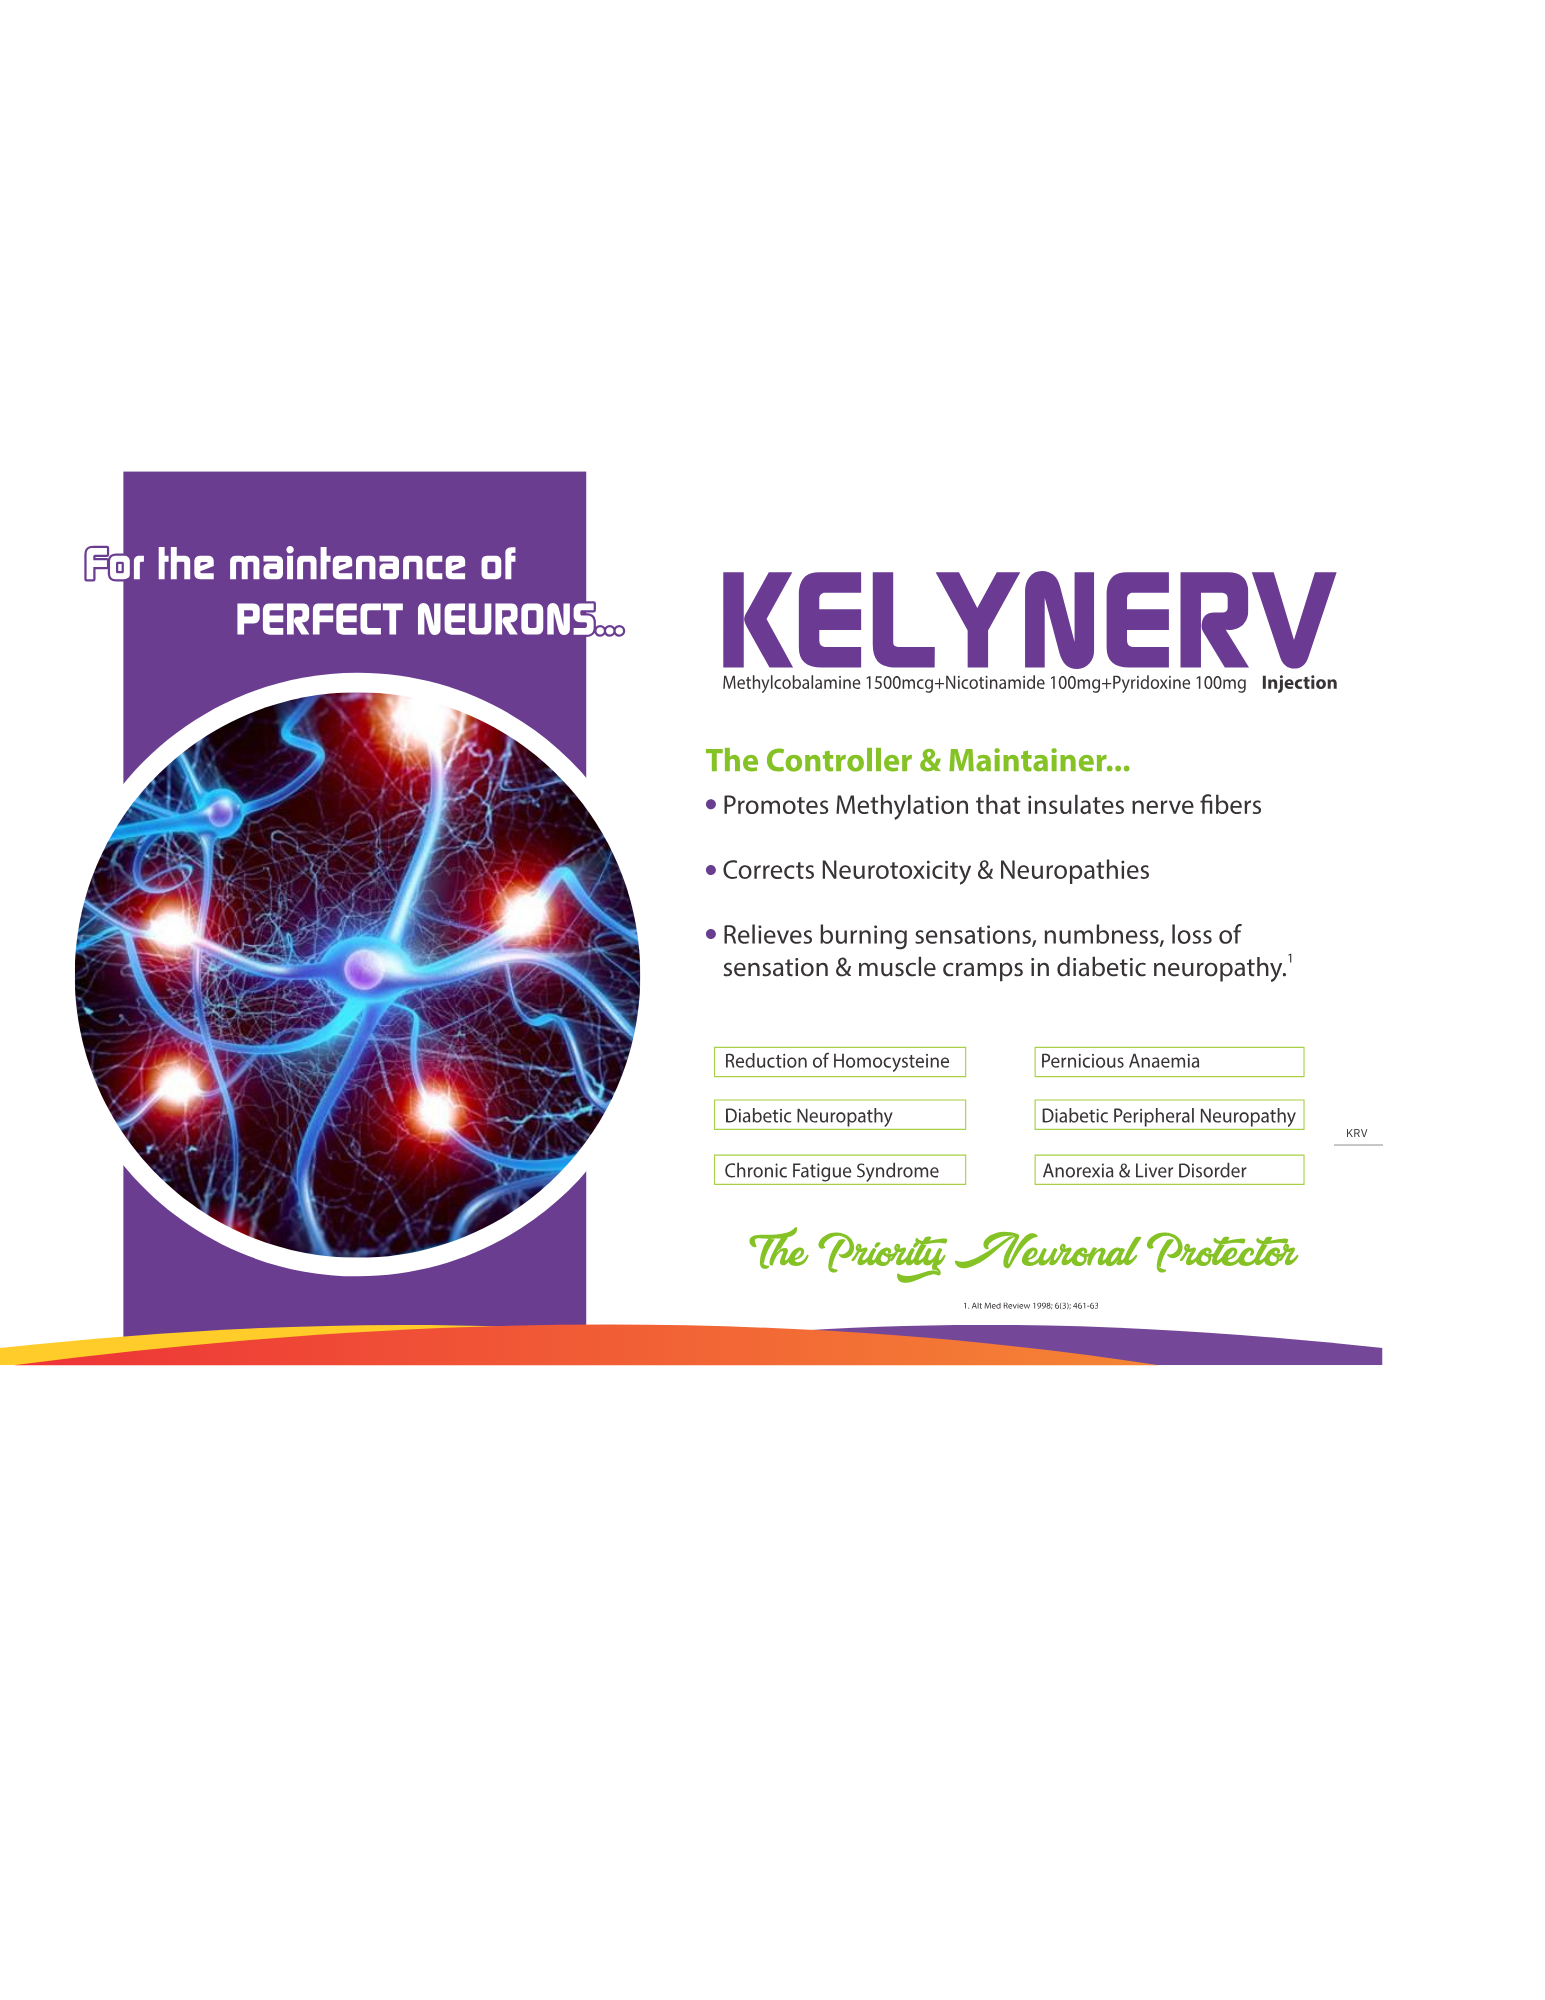 For the maintenance of
PERFECT NEURONS....
KELYNERV
Methylcobalamine 1500mcg+Nicotinamide 100mg+Pyridoxine 100mg Injection
The Controller & Maintainer...
• Promotes Methylation that insulates nerve fibers
• Corrects Neurotoxicity & Neuropathies
• Relieves burning sensations, numbness, loss of
sensation & muscle cramps in diabetic neuropathy.¹
Reduction of Homocysteine
Pernicious Anaemia
Diabetic Neuropathy
Diabetic Peripheral Neuropathy
KRV
Chronic Fatigue Syndrome
Anorexia & Liver Disorder
The Priority Neuronal Protector
1. Alt Med Review 1998; 6(3); 461-63